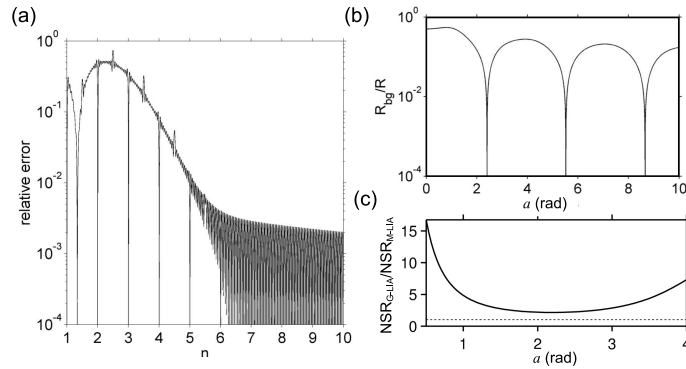 (a)
10^0
10^-1
10^-2
10^-3
10^-4
relative error
1 2 3 4 5 6 7 8 9 10
n
(b)
10^0
10^-2
10^-4
R_bg/R
0 2 4 6 8 10
a (rad)
(c)
15
10
5
0
NSR_G-LIA/NSR_M-LIA
1 2 3 4
a (rad)